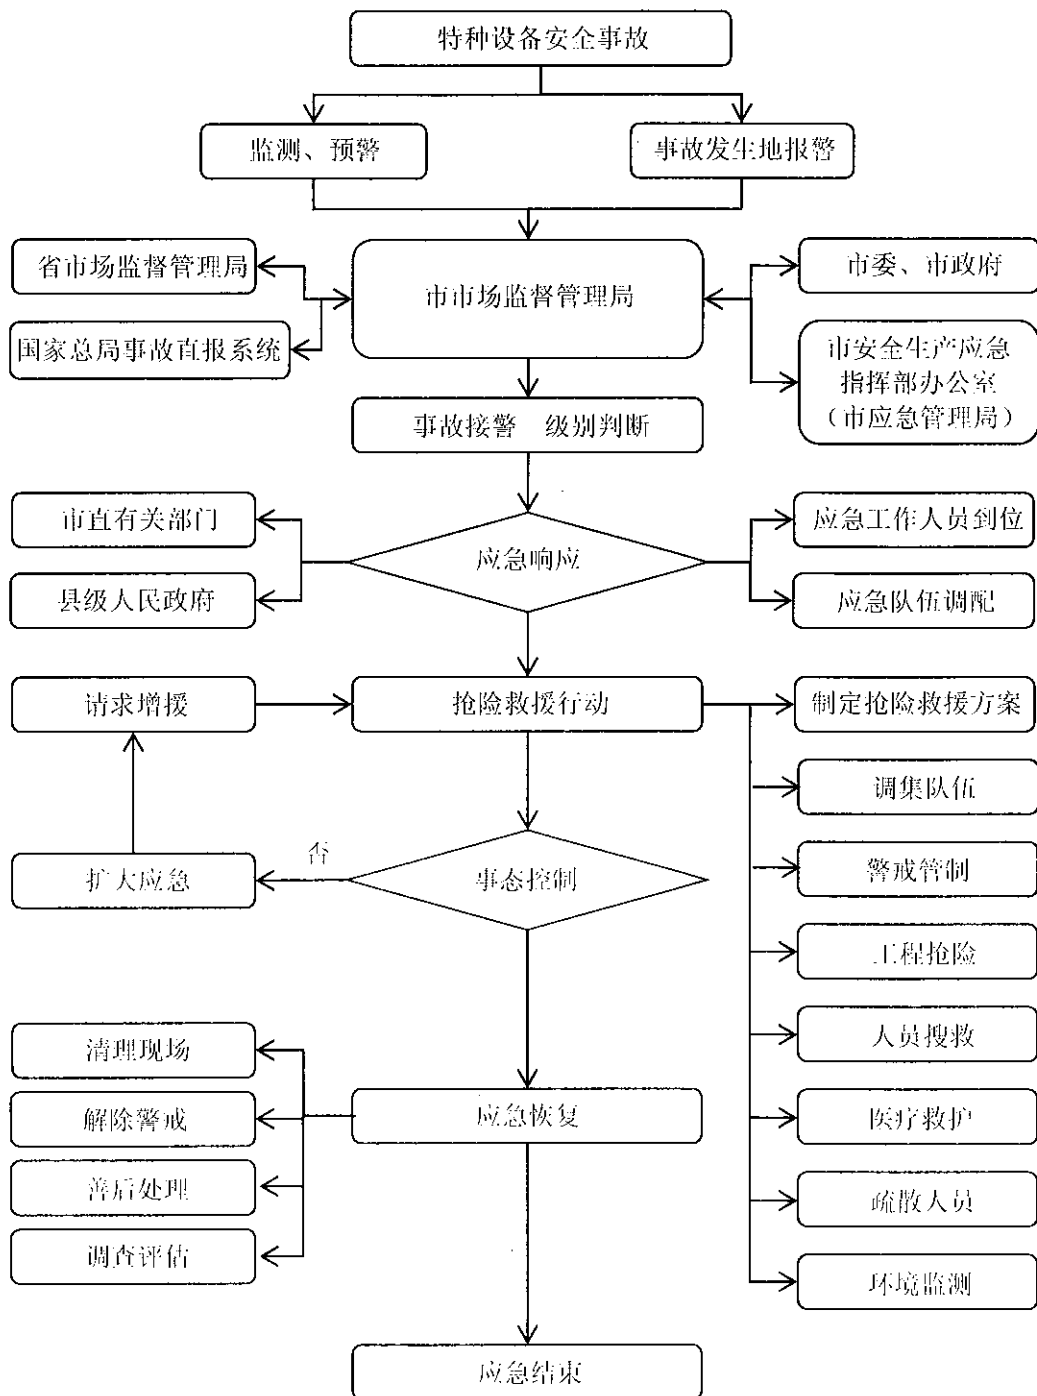 特种设备安全事故
监测、预警
事故发生地报警
省市场监督管理局
市市场监督管理局
市委、市政府
国家总局事故直报系统
市安全生产应急
指挥部办公室
（市应急管理局）
事故接警　级别判断
市直有关部门
应急响应
应急工作人员到位
县级人民政府
应急队伍调配
请求增援
抢险救援行动
制定抢险救援方案
调集队伍
否
扩大应急
事态控制
警戒管制
工程抢险
清理现场
人员搜救
解除警戒
应急恢复
医疗救护
善后处理
疏散人员
调查评估
环境监测
应急结束